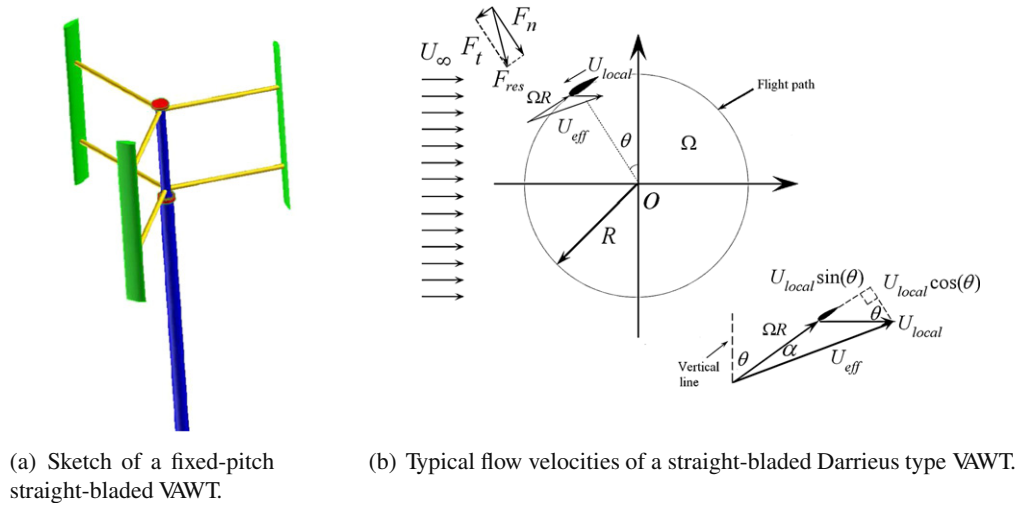 F_n
U_∞
F_t
F_res
U_local
ΩR
U_eff
θ
Ω
Flight path
O
R
U_local sin(θ)
U_local cos(θ)
θ
U_local
ΩR
α
U_eff
Vertical
line
θ
(a) Sketch of a fixed-pitch
straight-bladed VAWT.
(b) Typical flow velocities of a straight-bladed Darrieus type VAWT.